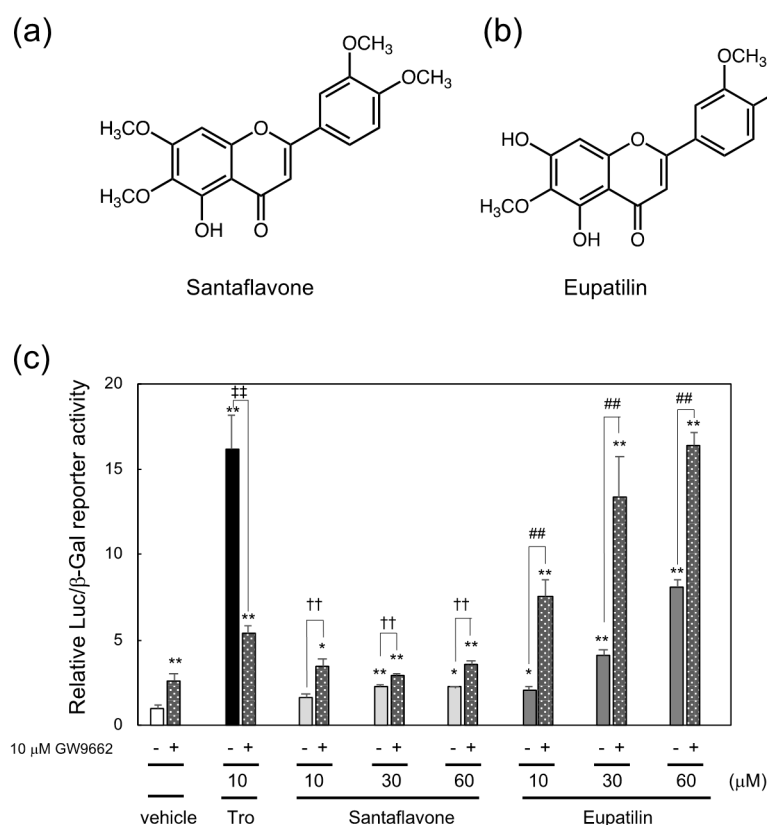 (a)
(b)
OCH3
OCH3
H3CO
O
H3CO
OH
O
Santaflavone
OCH3
HO
O
H3CO
OH
O
Eupatilin
(c)
Relative Luc/β-Gal reporter activity
20
15
10
5
0
** ‡‡ ** ** †† * †† ** ** †† * ** ## * ** ## ** ** ## ** **
10 μM GW9662 - + - + - + - + - + - + - + - +
10 10 30 60 10 30 60 (μM)
vehicle Tro Santaflavone Eupatilin